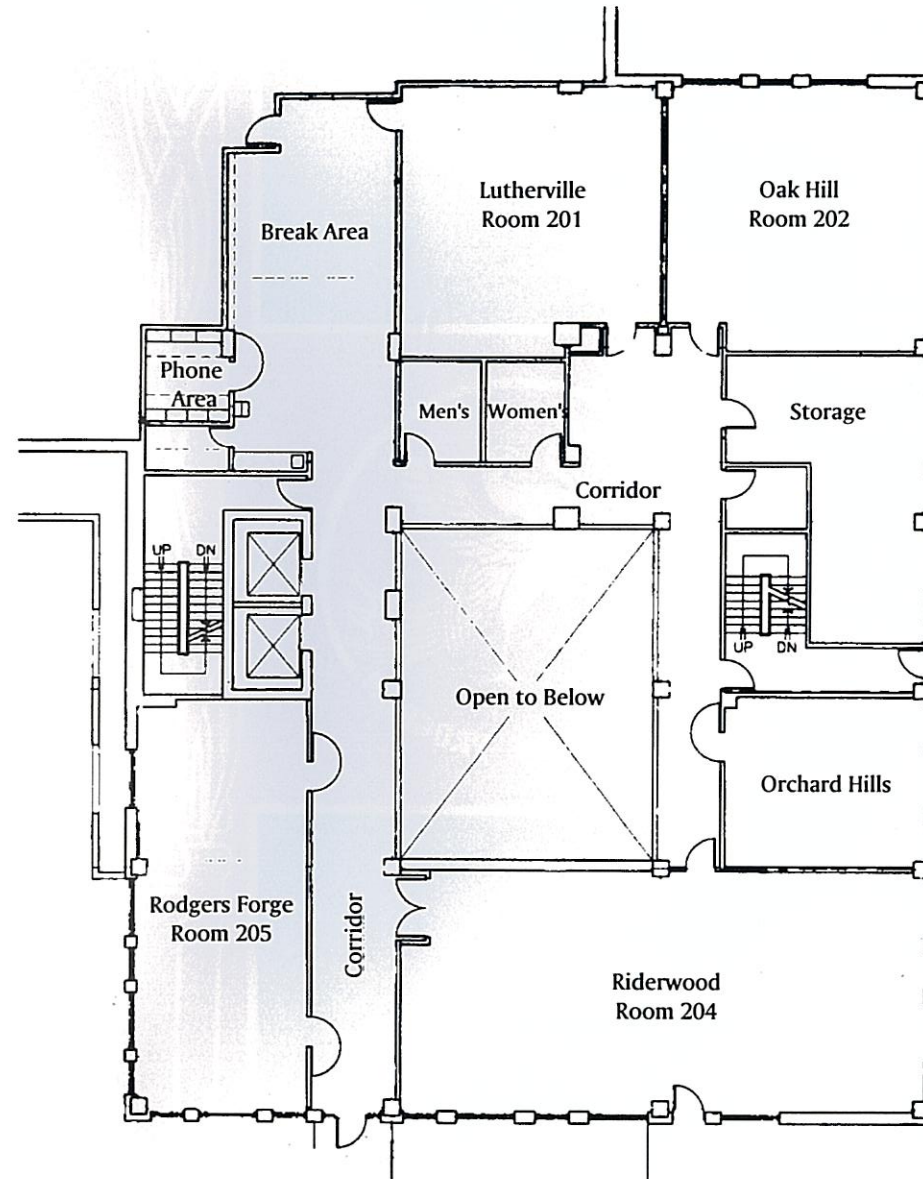 Lutherville
Room 201
Oak Hill
Room 202
Break Area
Phone
Area
Men's
Women's
Storage
Corridor
UP
DN
UP
DN
Open to Below
Orchard Hills
Rodgers Forge
Room 205
Corridor
Riderwood
Room 204